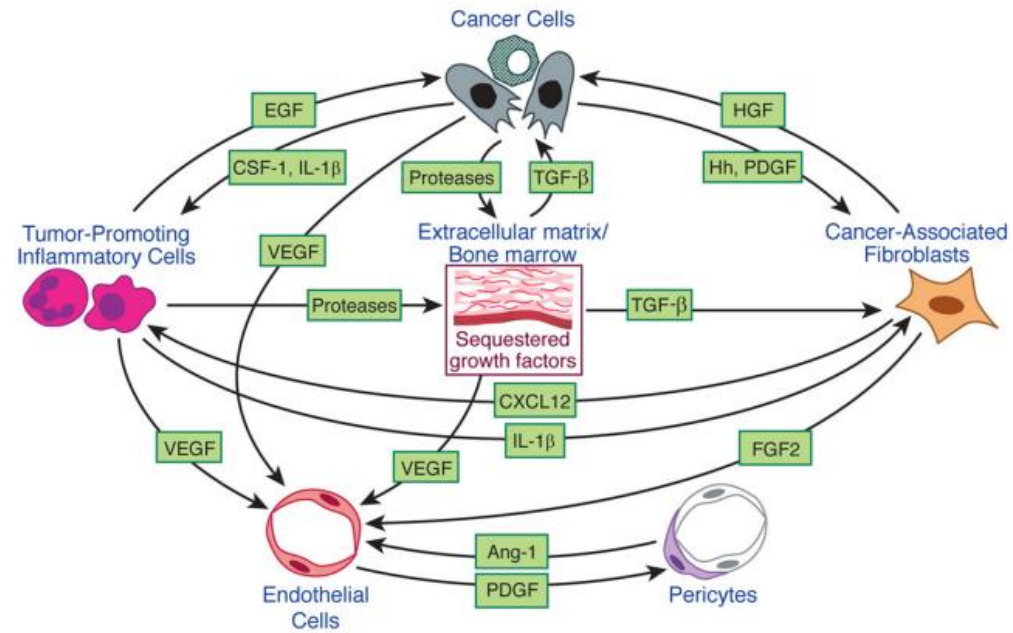 Cancer Cells
EGF
HGF
CSF-1, IL-1β
Proteases
TGF-β
Hh, PDGF
Tumor-Promoting
Inflammatory Cells
VEGF
Extracellular matrix/
Bone marrow
Cancer-Associated
Fibroblasts
Proteases
TGF-β
Sequestered
growth factors
CXCL12
IL-1β
VEGF
VEGF
FGF2
Ang-1
PDGF
Endothelial
Cells
Pericytes